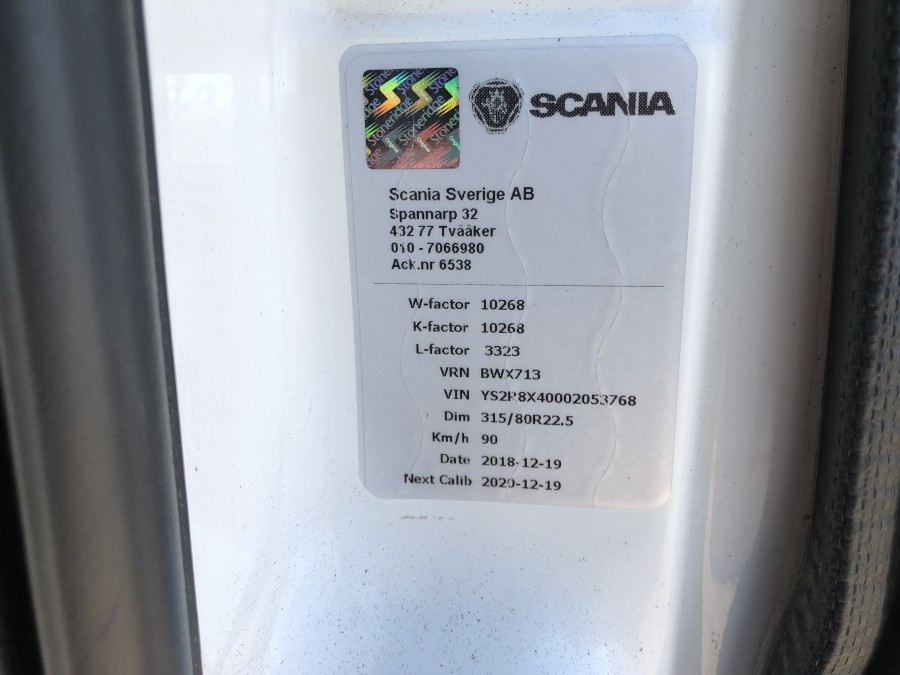 Stoneridge
SCANIA
Scania Sverige AB
Spannarp 32
432 77 Tvååker
010 - 7066980
Ack.nr 6538
W-factor 10268
K-factor 10268
L-factor 3323
VRN BWX713
VIN YS2R8X40002053768
Dim 315/80R22.5
Km/h 90
Date 2018-12-19
Next Calib 2020-12-19